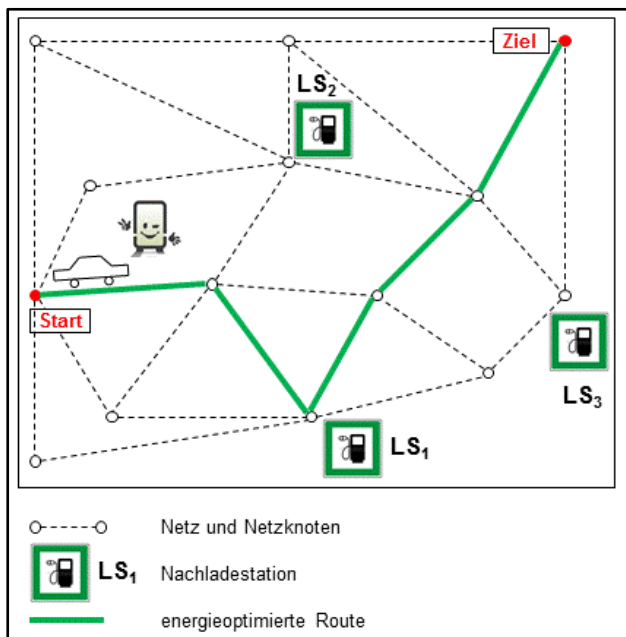 Ziel
LS₂
Start
LS₃
LS₁
Netz und Netzknoten
LS₁ Nachladestation
energieoptimierte Route